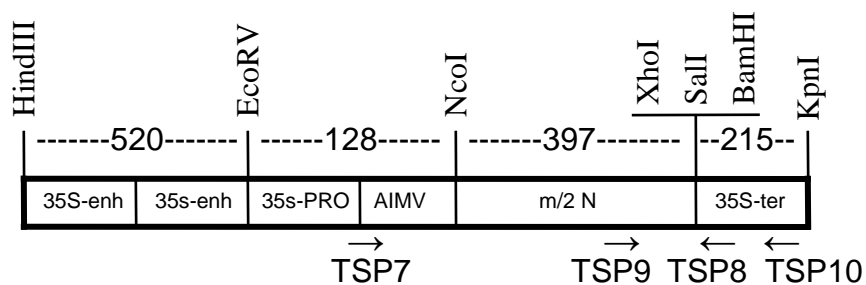 HindIII EcoRV NcoI XhoI SalI BamHI KpnI
------520------- ------128------- -------397------- --215----
35S-enh 35s-enh 35s-PRO AIMV m/2 N 35S-ter
→ → ← ←
TSP7 TSP9 TSP8 TSP10